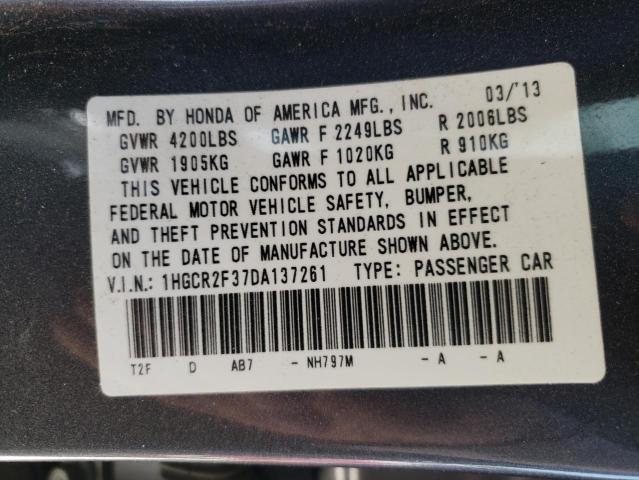 MFD. BY HONDA OF AMERICA MFG., INC. 03/'13
GVWR 4200LBS GAWR F 2249LBS R 2006LBS
GVWR 1905KG GAWR F 1020KG R 910KG
THIS VEHICLE CONFORMS TO ALL APPLICABLE
FEDERAL MOTOR VEHICLE SAFETY, BUMPER,
AND THEFT PREVENTION STANDARDS IN EFFECT
ON THE DATE OF MANUFACTURE SHOWN ABOVE.
V.I.N.: 1HGCR2F37DA137261 TYPE: PASSENGER CAR
T2F D AB7 - NH797M - A - A